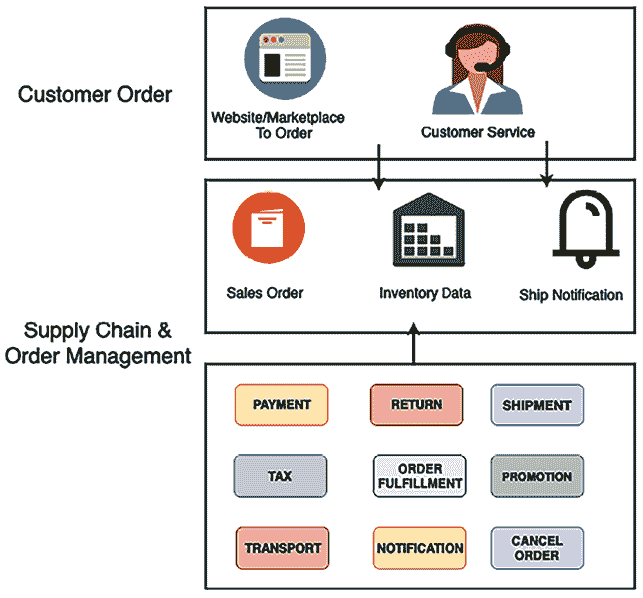 Customer Order
Website/Marketplace
To Order
Customer Service
Sales Order
Inventory Data
Ship Notification
Supply Chain &
Order Management
PAYMENT
RETURN
SHIPMENT
TAX
ORDER
FULFILLMENT
PROMOTION
TRANSPORT
NOTIFICATION
CANCEL
ORDER